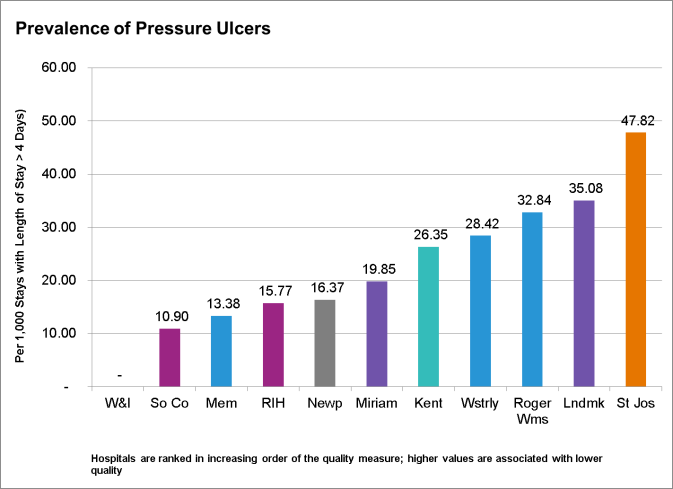 Prevalence of Pressure Ulcers
Per 1,000 Stays with Length of Stay > 4 Days)
60.00
50.00
40.00
30.00
20.00
10.00
-
-
10.90
13.38
15.77
16.37
19.85
26.35
28.42
32.84
35.08
47.82
W&I
So Co
Mem
RIH
Newp
Miriam
Kent
Wstrly
Roger
Wms
Lndmk
St Jos
Hospitals are ranked in increasing order of the quality measure; higher values are associated with lower
quality